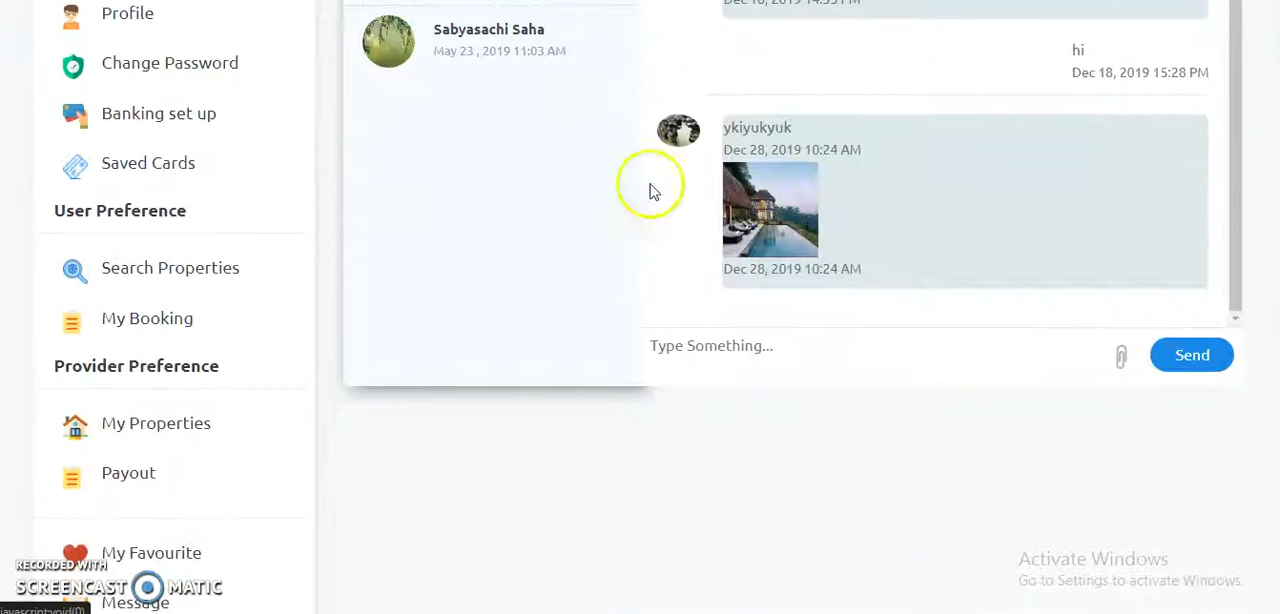 Profile
Change Password
Banking set up
Saved Cards
User Preference
Search Properties
My Booking
Provider Preference
My Properties
Payout
My Favourite
Message
RECORDED WITH
SCREENCAST MATIC
javascript:void(0)
Sabyasachi Saha
May 23 , 2019 11:03 AM
hi
Dec 18, 2019 15:28 PM
ykiyukyuk
Dec 28, 2019 10:24 AM
Dec 28, 2019 10:24 AM
Type Something...
Send
Activate Windows
Go to Settings to activate Windows.